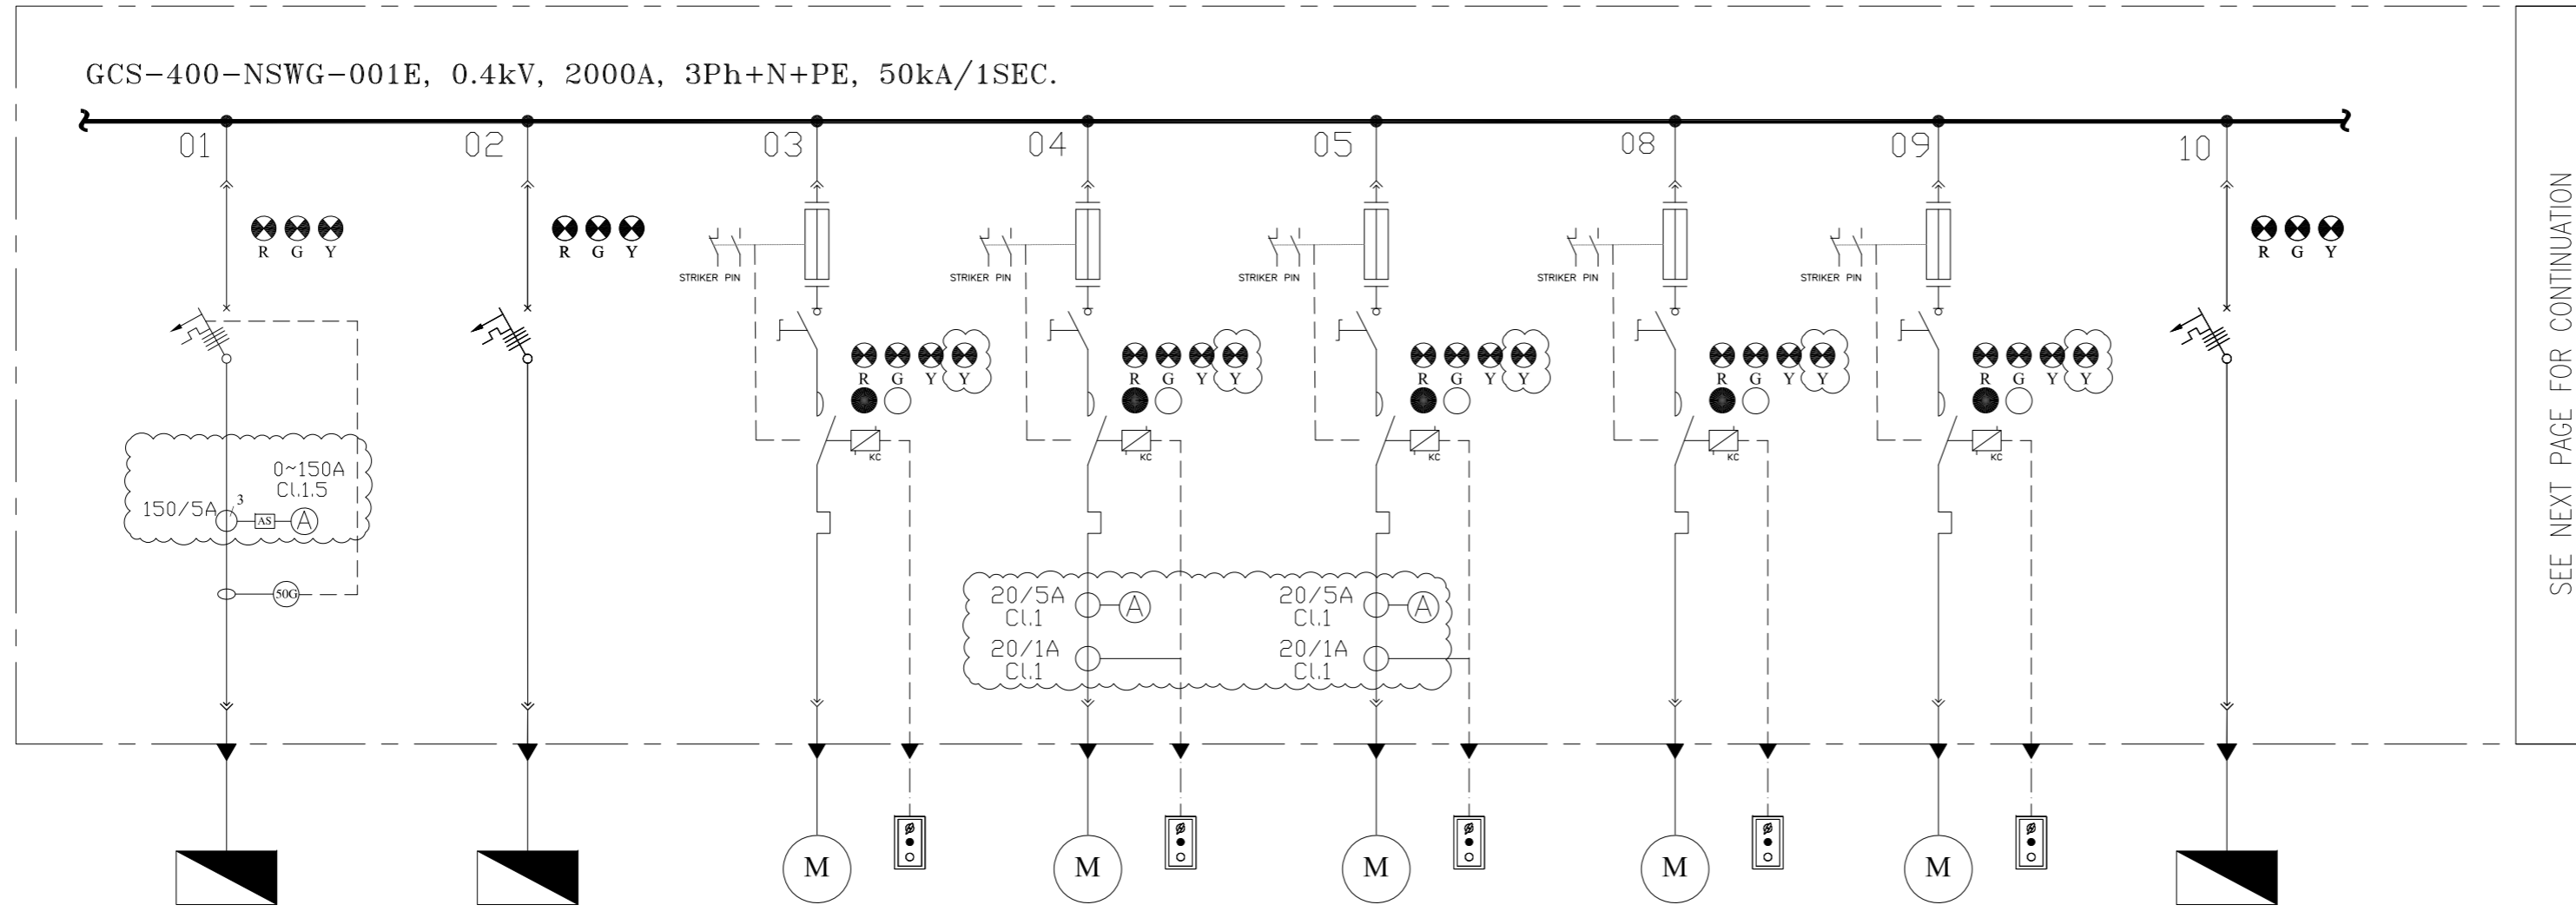 GCS-400-NSWG-001E, 0.4kV, 2000A, 3Ph+N+PE, 50kA/1SEC.
01 02 03 04 05 08 09 10
R G Y
R G Y
R G Y
STRIKER PIN
STRIKER PIN
STRIKER PIN
STRIKER PIN
STRIKER PIN
R G Y Y
R G Y Y
R G Y Y
R G Y Y
R G Y Y
KC
KC
KC
KC
KC
0~150A
Cl.1.5
150/5A
3
AS
A
50G
20/5A
Cl.1
A
20/1A
Cl.1
20/5A
Cl.1
A
20/1A
Cl.1
M
M
M
M
M
SEE NEXT PAGE FOR CONTINUATION